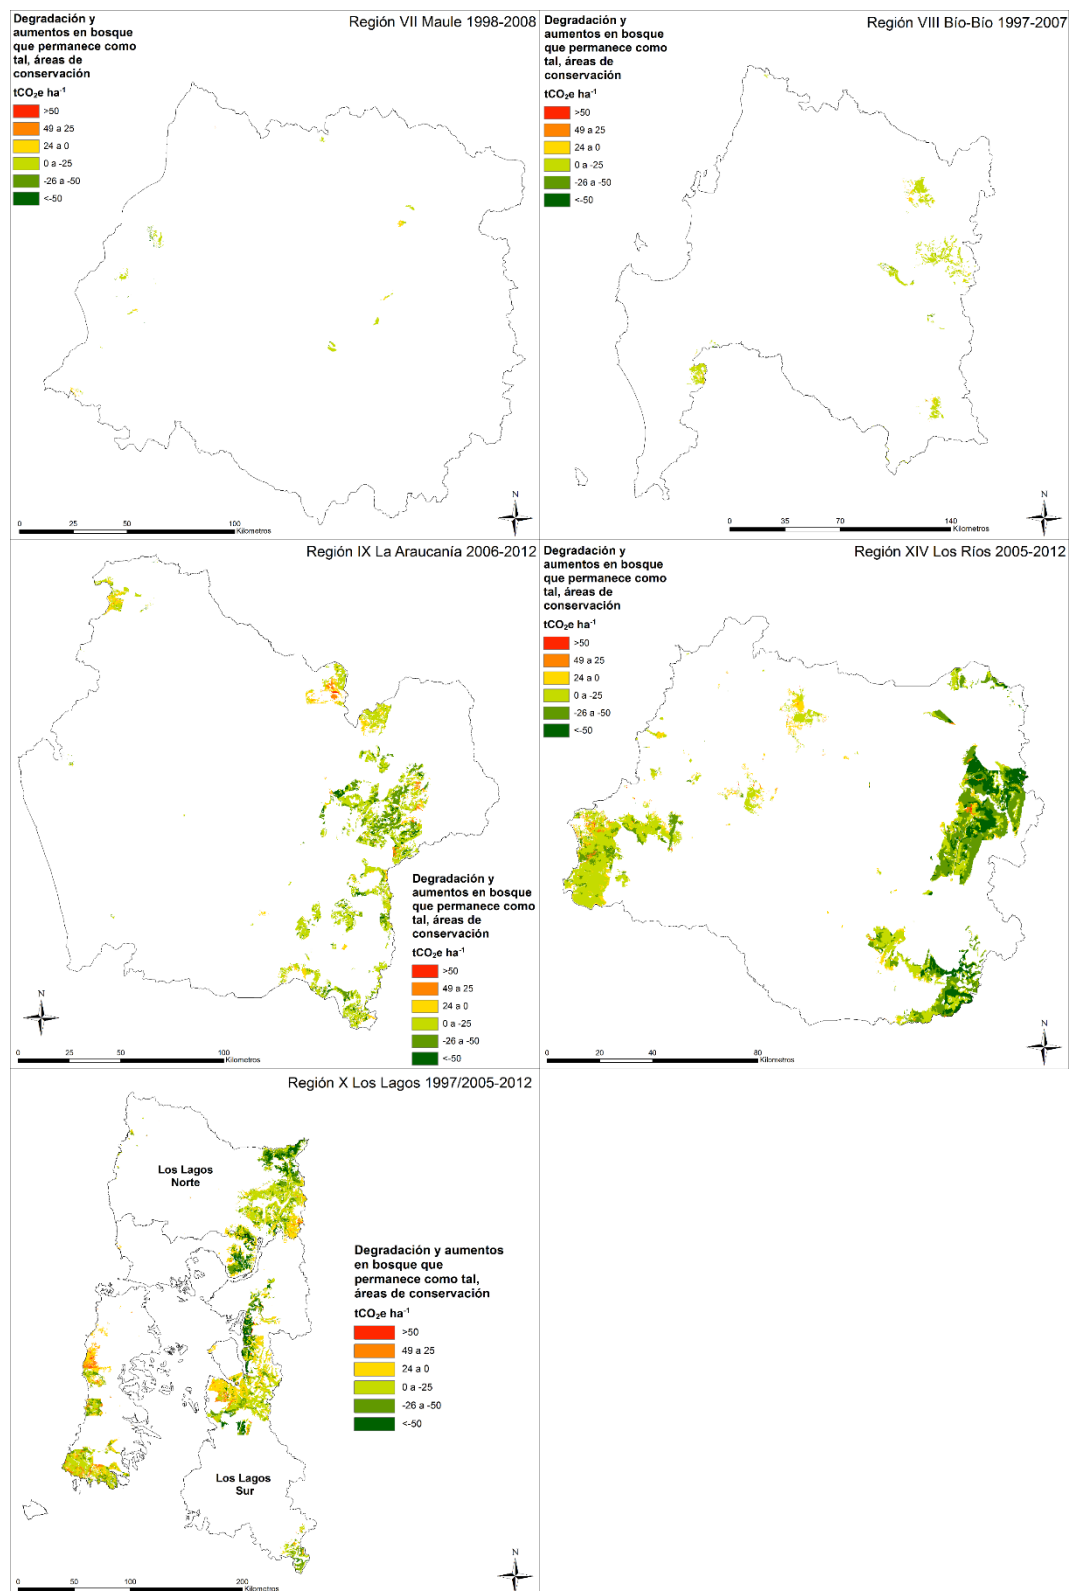 Degradación y
aumentos en bosque
que permanece como
tal, áreas de
conservación
tCO₂e ha⁻¹
>50
49 a 25
24 a 0
0 a -25
-26 a -50
<-50
Región VII Maule 1998-2008
N
0 25 50 100
Kilometros
Degradación y
aumentos en bosque
que permanece como
tal, áreas de
conservación
tCO₂e ha⁻¹
>50
49 a 25
24 a 0
0 a -25
-26 a -50
<-50
Región VIII Bío-Bío 1997-2007
N
0 35 70 140
Kilometros
Región IX La Araucanía 2006-2012
Degradación y
aumentos en bosque
que permanece como
tal, áreas de
conservación
tCO₂e ha⁻¹
>50
49 a 25
24 a 0
0 a -25
-26 a -50
<-50
N
0 25 50 100
Kilometros
Degradación y
aumentos en bosque
que permanece como
tal, áreas de
conservación
tCO₂e ha⁻¹
>50
49 a 25
24 a 0
0 a -25
-26 a -50
<-50
Región XIV Los Ríos 2005-2012
N
0 20 40 80
Kilometros
Región X Los Lagos 1997/2005-2012
Los Lagos
Norte
Degradación y aumentos
en bosque que
permanece como tal,
áreas de conservación
tCO₂e ha⁻¹
>50
49 a 25
24 a 0
0 a -25
-26 a -50
<-50
Los Lagos
Sur
N
0 50 100 200
Kilometros